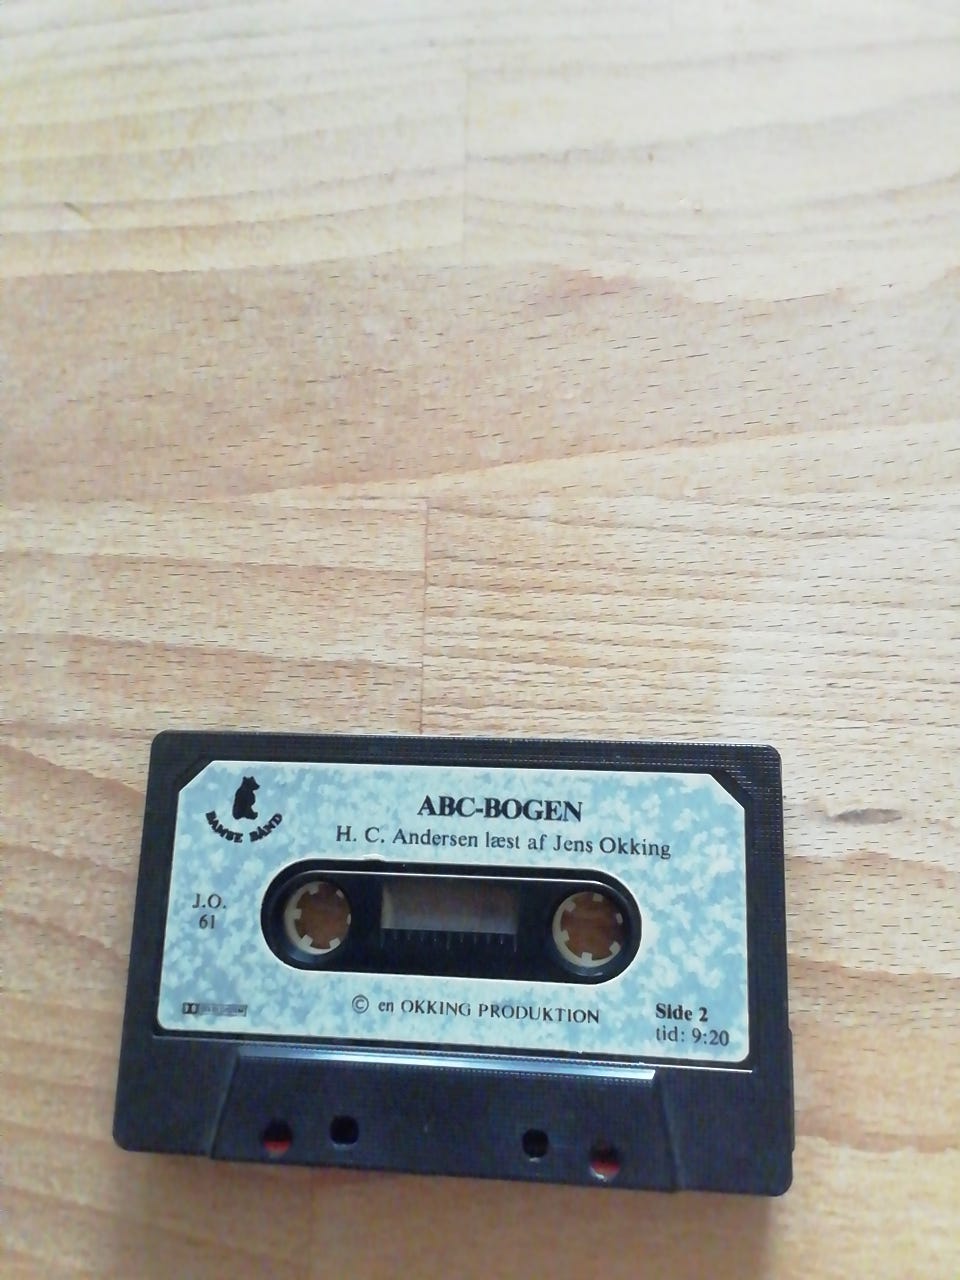 BAMSE BÅND
ABC-BOGEN
H. C. Andersen læst af Jens Okking
J.O.
61
© en OKKING PRODUKTION
Side 2
tid: 9:20